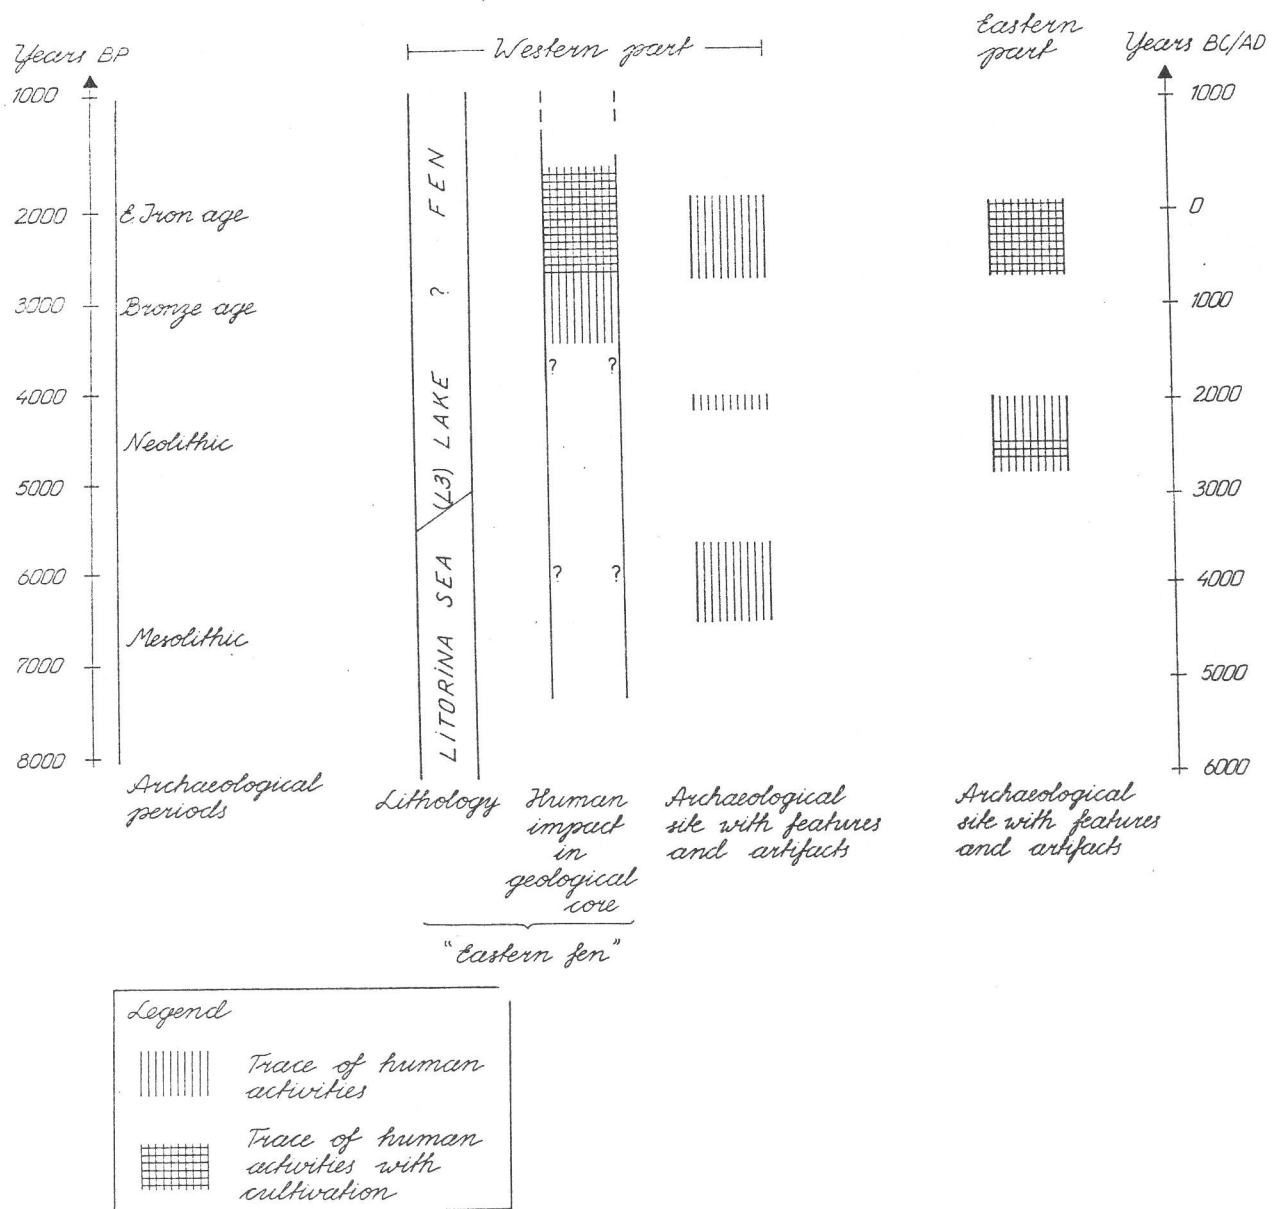 Years BP
Western part
Eastern
part
Years BC/AD
1000
2000
3000
4000
5000
6000
7000
8000
E. Iron age
Bronze age
Neolithic
Mesolithic
Archaeological
periods
FEN
?
(L3) LAKE
LITORINA SEA
Lithology
? ?
? ?
Human
impact
in
geological
core
"Eastern fen"
Archaeological
site with features
and artifacts
Archaeological
site with features
and artifacts
1000
0
1000
2000
3000
4000
5000
6000
Legend
Trace of human
activities
Trace of human
activities with
cultivation